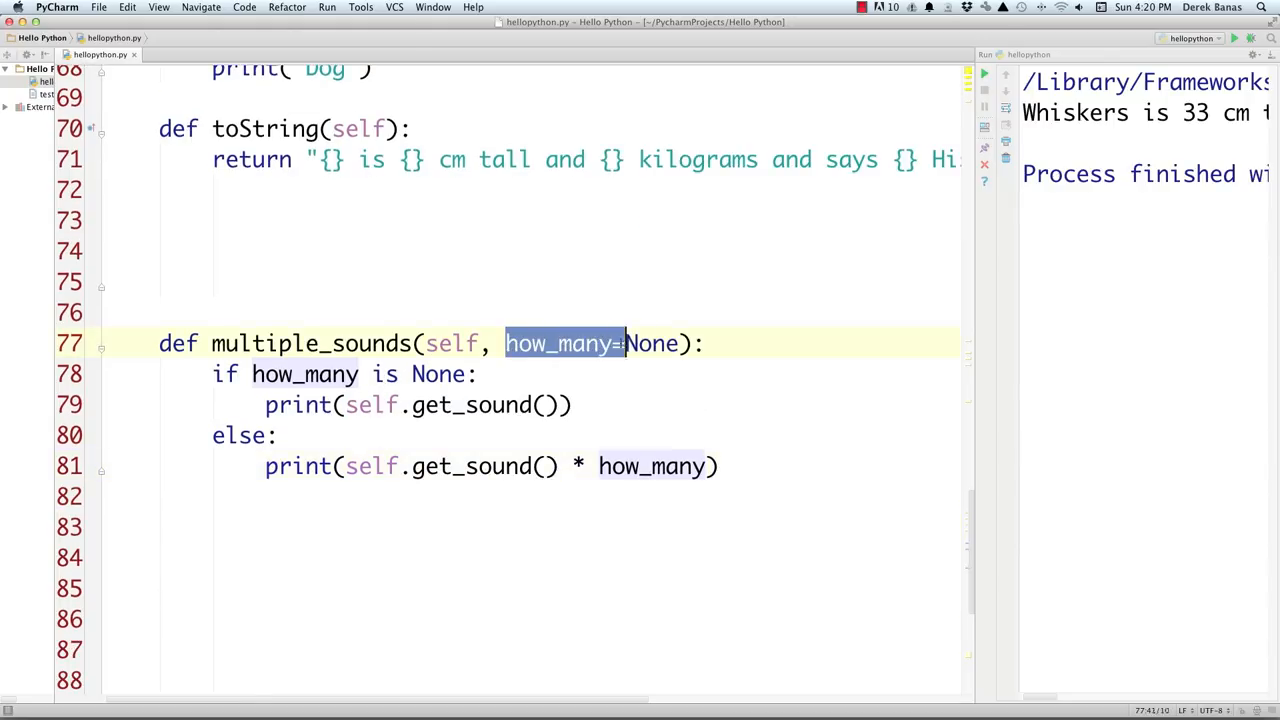 PyCharm File Edit View Navigate Code Refactor Run Tools VCS Window Help 10 Sun 4:20 PM Derek Banas
hellopython.py - Hello Python - [~/PycharmProjects/Hello Python]
Hello Python hellopython.py hellopython
hellopython.py Run hellopython
Hello P
hell
test
Extern
68 print("Dog")
69
70 def toString(self):
71 return "{} is {} cm tall and {} kilograms and says {} Hi
72
73
74
75
76
77 def multiple_sounds(self, how_many=None):
78 if how_many is None:
79 print(self.get_sound())
80 else:
81 print(self.get_sound() * how_many)
82
83
84
85
86
87
88
/Library/Frameworks
Whiskers is 33 cm t
Process finished wi
77:41/10 LF UTF-8